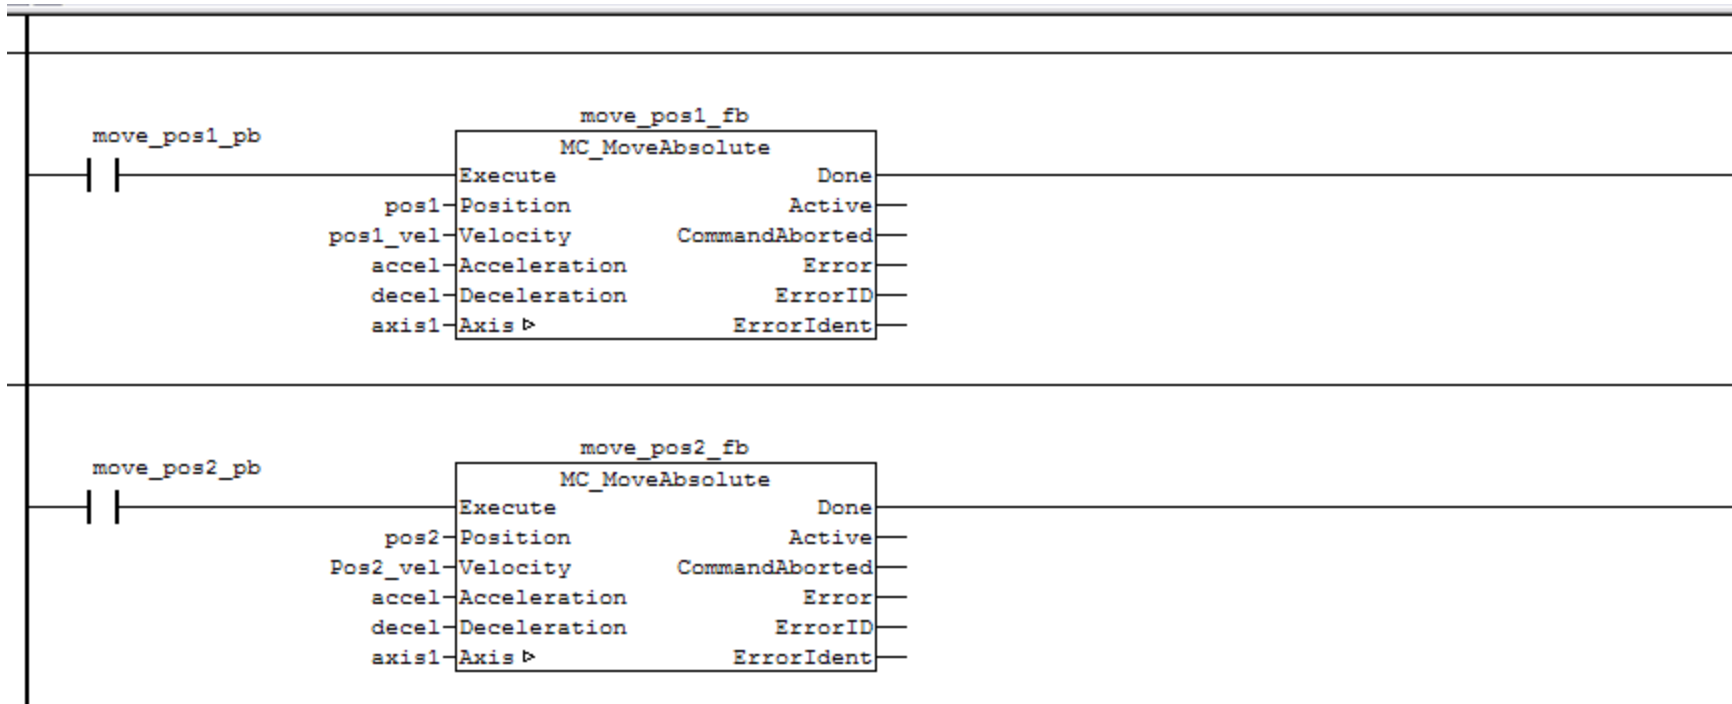 move_pos1_fb
move_pos1_pb
MC_MoveAbsolute
Execute Done
pos1 Position Active
pos1_vel Velocity CommandAborted
accel Acceleration Error
decel Deceleration ErrorID
axis1 Axis ErrorIdent
move_pos2_fb
move_pos2_pb
MC_MoveAbsolute
Execute Done
pos2 Position Active
Pos2_vel Velocity CommandAborted
accel Acceleration Error
decel Deceleration ErrorID
axis1 Axis ErrorIdent